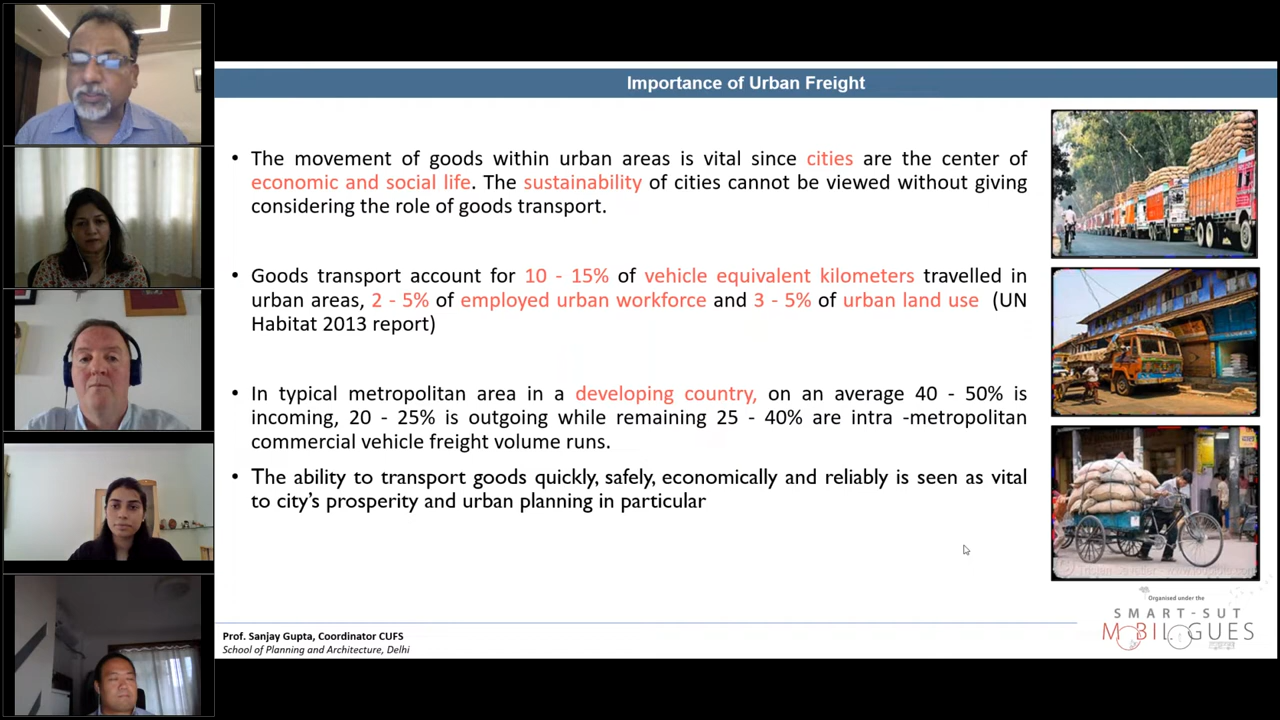 Importance of Urban Freight
• The movement of goods within urban areas is vital since cities are the center of
economic and social life. The sustainability of cities cannot be viewed without giving
considering the role of goods transport.
• Goods transport account for 10 - 15% of vehicle equivalent kilometers travelled in
urban areas, 2 - 5% of employed urban workforce and 3 - 5% of urban land use (UN
Habitat 2013 report)
• In typical metropolitan area in a developing country, on an average 40 - 50% is
incoming, 20 - 25% is outgoing while remaining 25 - 40% are intra -metropolitan
commercial vehicle freight volume runs.
• The ability to transport goods quickly, safely, economically and reliably is seen as vital
to city's prosperity and urban planning in particular
Organised under the
SMART-SUT
MOBILOGUES
Prof. Sanjay Gupta, Coordinator CUFS
School of Planning and Architecture, Delhi